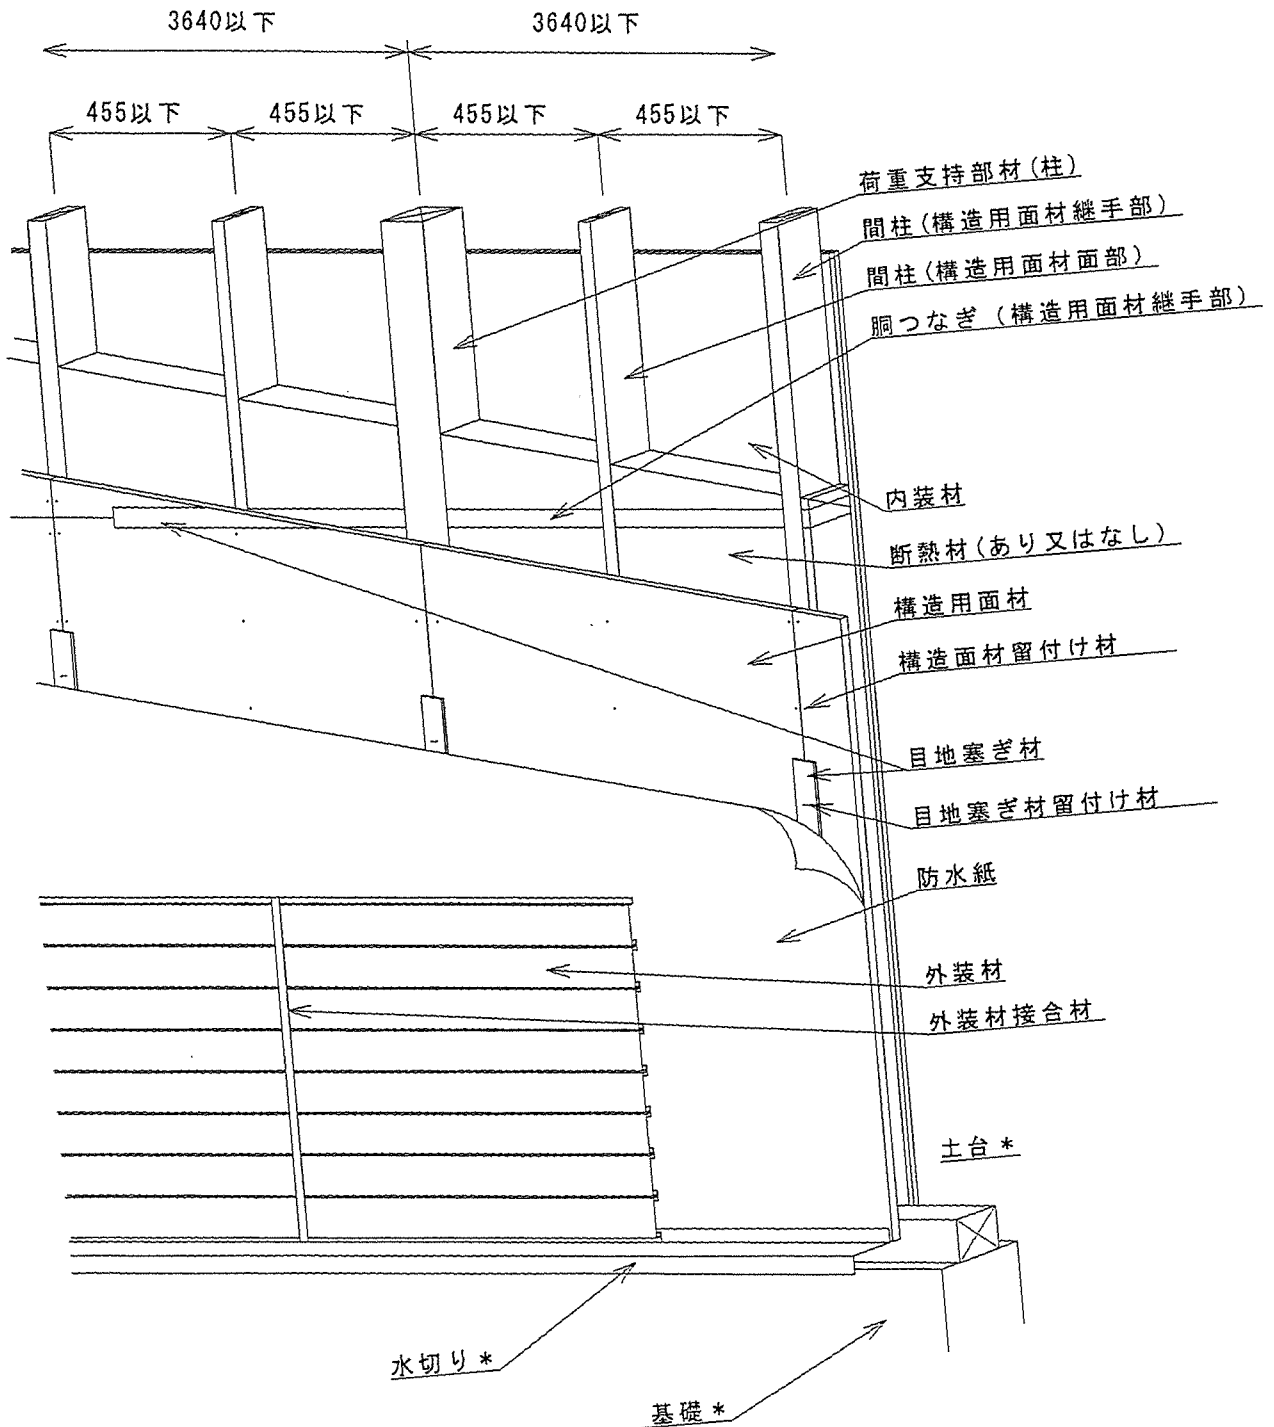 3640以下 3640以下
455以下 455以下 455以下 455以下
荷重支持部材(柱)
間柱(構造用面材継手部)
間柱(構造用面材面部)
胴つなぎ (構造用面材継手部)
内装材
断熱材(あり又はなし)
構造用面材
構造面材留付け材
目地塞ぎ材
目地塞ぎ材留付け材
防水紙
外装材
外装材接合材
土台*
水切り*
基礎*